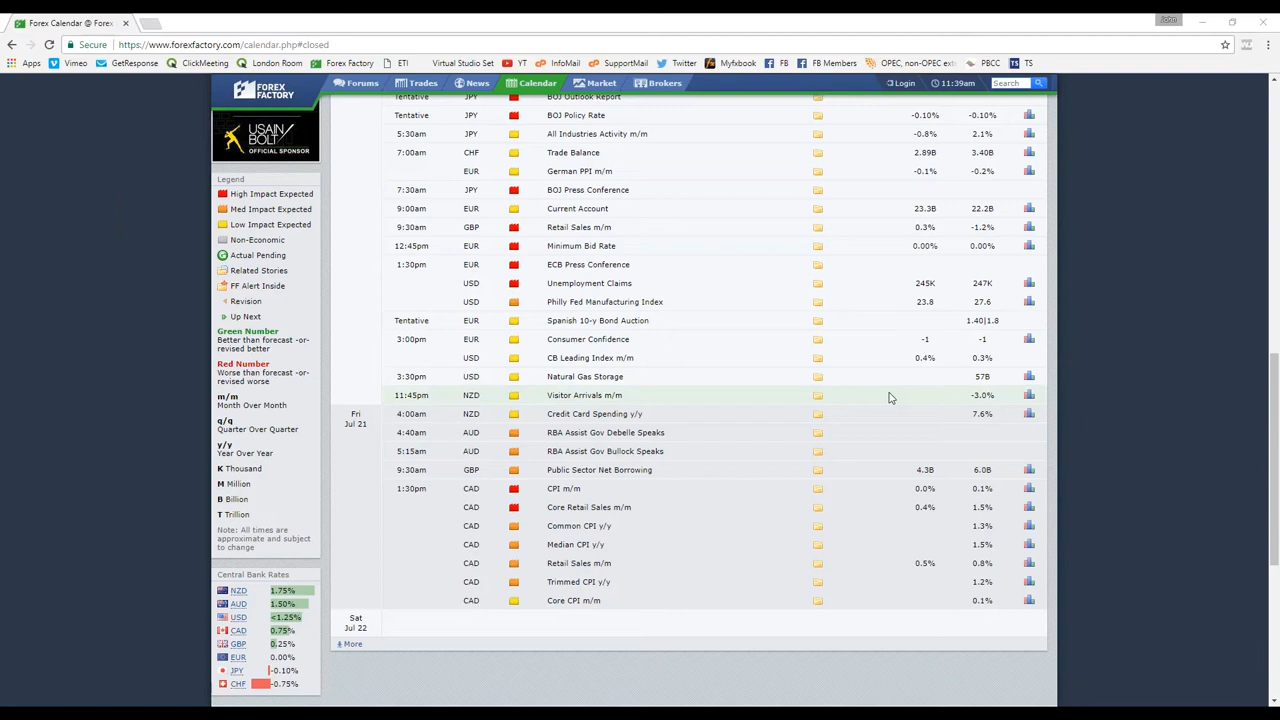 Forex Calendar @ Forex
John
Secure https://www.forexfactory.com/calendar.php#closed
Apps Vimeo GetResponse ClickMeeting London Room Forex Factory ETI Virtual Studio Set YT InfoMail SupportMail Twitter Myfxbook FB FB Members OPEC, non-OPEC ext PBCC TS
FOREX FACTORY
Forums Trades News Calendar Market Brokers Login 11:39am Search
USAIN
BOLT
OFFICIAL SPONSOR
Legend
High Impact Expected
Med Impact Expected
Low Impact Expected
Non-Economic
Actual Pending
Related Stories
FF Alert Inside
Revision
Up Next
Green Number
Better than forecast -or-
revised better
Red Number
Worse than forecast -or-
revised worse
m/m
Month Over Month
q/q
Quarter Over Quarter
y/y
Year Over Year
K Thousand
M Million
B Billion
T Trillion
Note: All times are
approximate and subject
to change
Central Bank Rates
NZD 1.75%
AUD 1.50%
USD <1.25%
CAD 0.75%
GBP 0.25%
EUR 0.00%
JPY -0.10%
CHF -0.75%
Tentative JPY BOJ Outlook Report
Tentative JPY BOJ Policy Rate -0.10% -0.10%
5:30am JPY All Industries Activity m/m -0.8% 2.1%
7:00am CHF Trade Balance 2.89B 3.40B
EUR German PPI m/m -0.1% -0.2%
7:30am JPY BOJ Press Conference
9:00am EUR Current Account 23.3B 22.2B
9:30am GBP Retail Sales m/m 0.3% -1.2%
12:45pm EUR Minimum Bid Rate 0.00% 0.00%
1:30pm EUR ECB Press Conference
USD Unemployment Claims 245K 247K
USD Philly Fed Manufacturing Index 23.8 27.6
Tentative EUR Spanish 10-y Bond Auction 1.40|1.8
3:00pm EUR Consumer Confidence -1 -1
USD CB Leading Index m/m 0.4% 0.3%
3:30pm USD Natural Gas Storage 57B
11:45pm NZD Visitor Arrivals m/m -3.0%
Fri
Jul 21
4:00am NZD Credit Card Spending y/y 7.6%
4:40am AUD RBA Assist Gov Debelle Speaks
5:15am AUD RBA Assist Gov Bullock Speaks
9:30am GBP Public Sector Net Borrowing 4.3B 6.0B
1:30pm CAD CPI m/m 0.0% 0.1%
CAD Core Retail Sales m/m 0.4% 1.5%
CAD Common CPI y/y 1.3%
CAD Median CPI y/y 1.5%
CAD Retail Sales m/m 0.5% 0.8%
CAD Trimmed CPI y/y 1.2%
CAD Core CPI m/m 0.1%
Sat
Jul 22
More